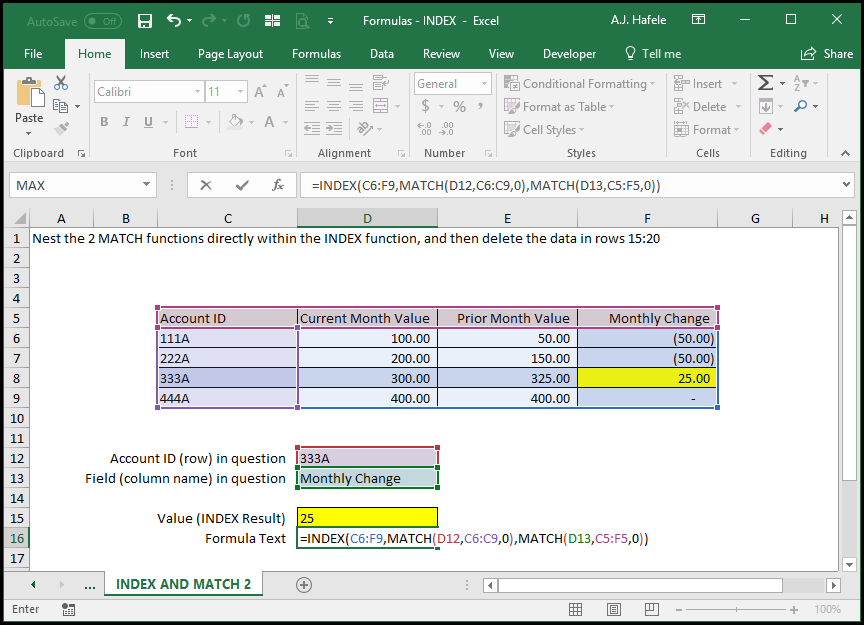 AutoSave Off Formulas - INDEX - Excel A.J. Hafele
File Home Insert Page Layout Formulas Data Review View Developer Tell me Share
Calibri 11 General Conditional Formatting Insert
Paste B I U A $ % , Format as Table Delete
Cell Styles Format
Clipboard Font Alignment Number Styles Cells Editing
MAX fx =INDEX(C6:F9,MATCH(D12,C6:C9,0),MATCH(D13,C5:F5,0))
A B C D E F G H
1 Nest the 2 MATCH functions directly within the INDEX function, and then delete the data in rows 15:20
2
3
4
5 Account ID Current Month Value Prior Month Value Monthly Change
6 111A 100.00 50.00 (50.00)
7 222A 200.00 150.00 (50.00)
8 333A 300.00 325.00 25.00
9 444A 400.00 400.00 -
10
11
12 Account ID (row) in question 333A
13 Field (column name) in question Monthly Change
14
15 Value (INDEX Result) 25
16 Formula Text =INDEX(C6:F9,MATCH(D12,C6:C9,0),MATCH(D13,C5:F5,0))
17
... INDEX AND MATCH 2
Enter 100%